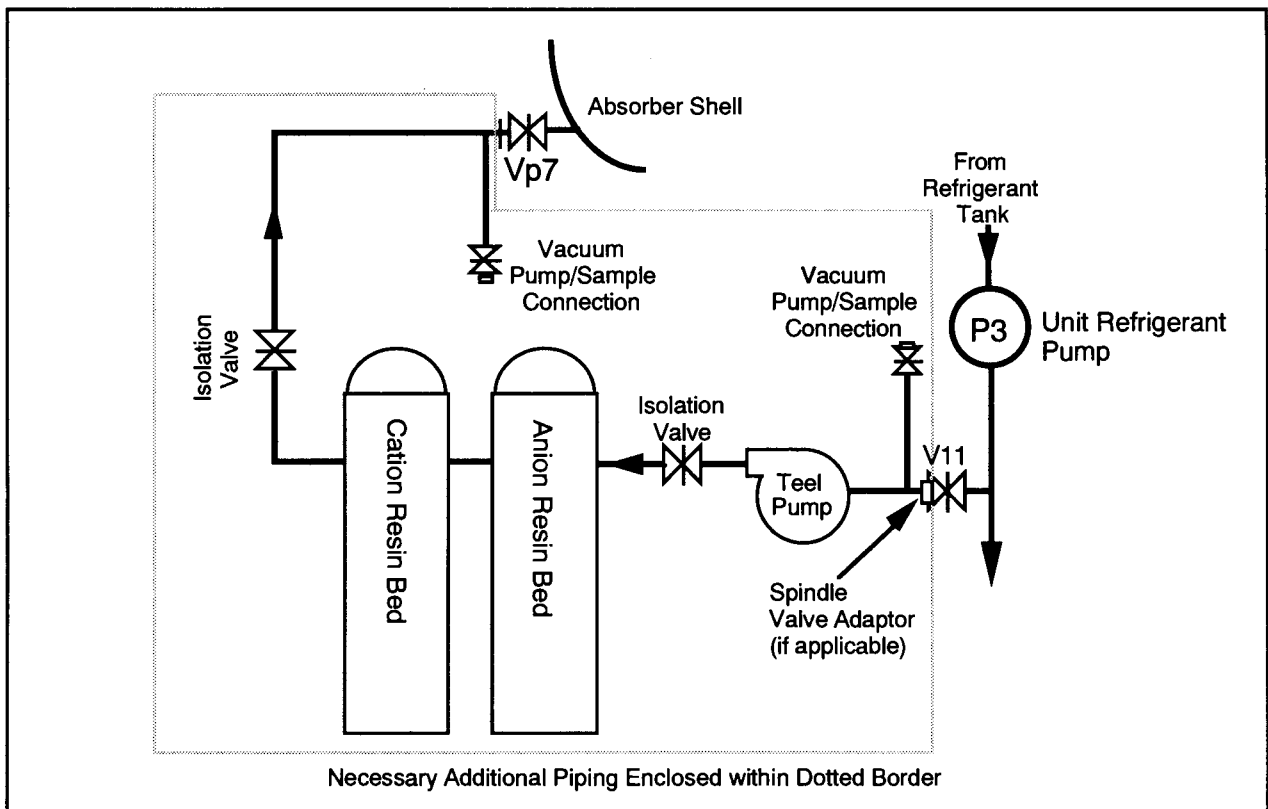 Absorber Shell
Vp7
From
Refrigerant
Tank
Vacuum
Pump/Sample
Connection
Vacuum
Pump/Sample
Connection
P3
Unit Refrigerant
Pump
Isolation
Valve
Cation Resin Bed
Anion Resin Bed
Isolation
Valve
Teel
Pump
V11
Spindle
Valve Adaptor
(if applicable)
Necessary Additional Piping Enclosed within Dotted Border